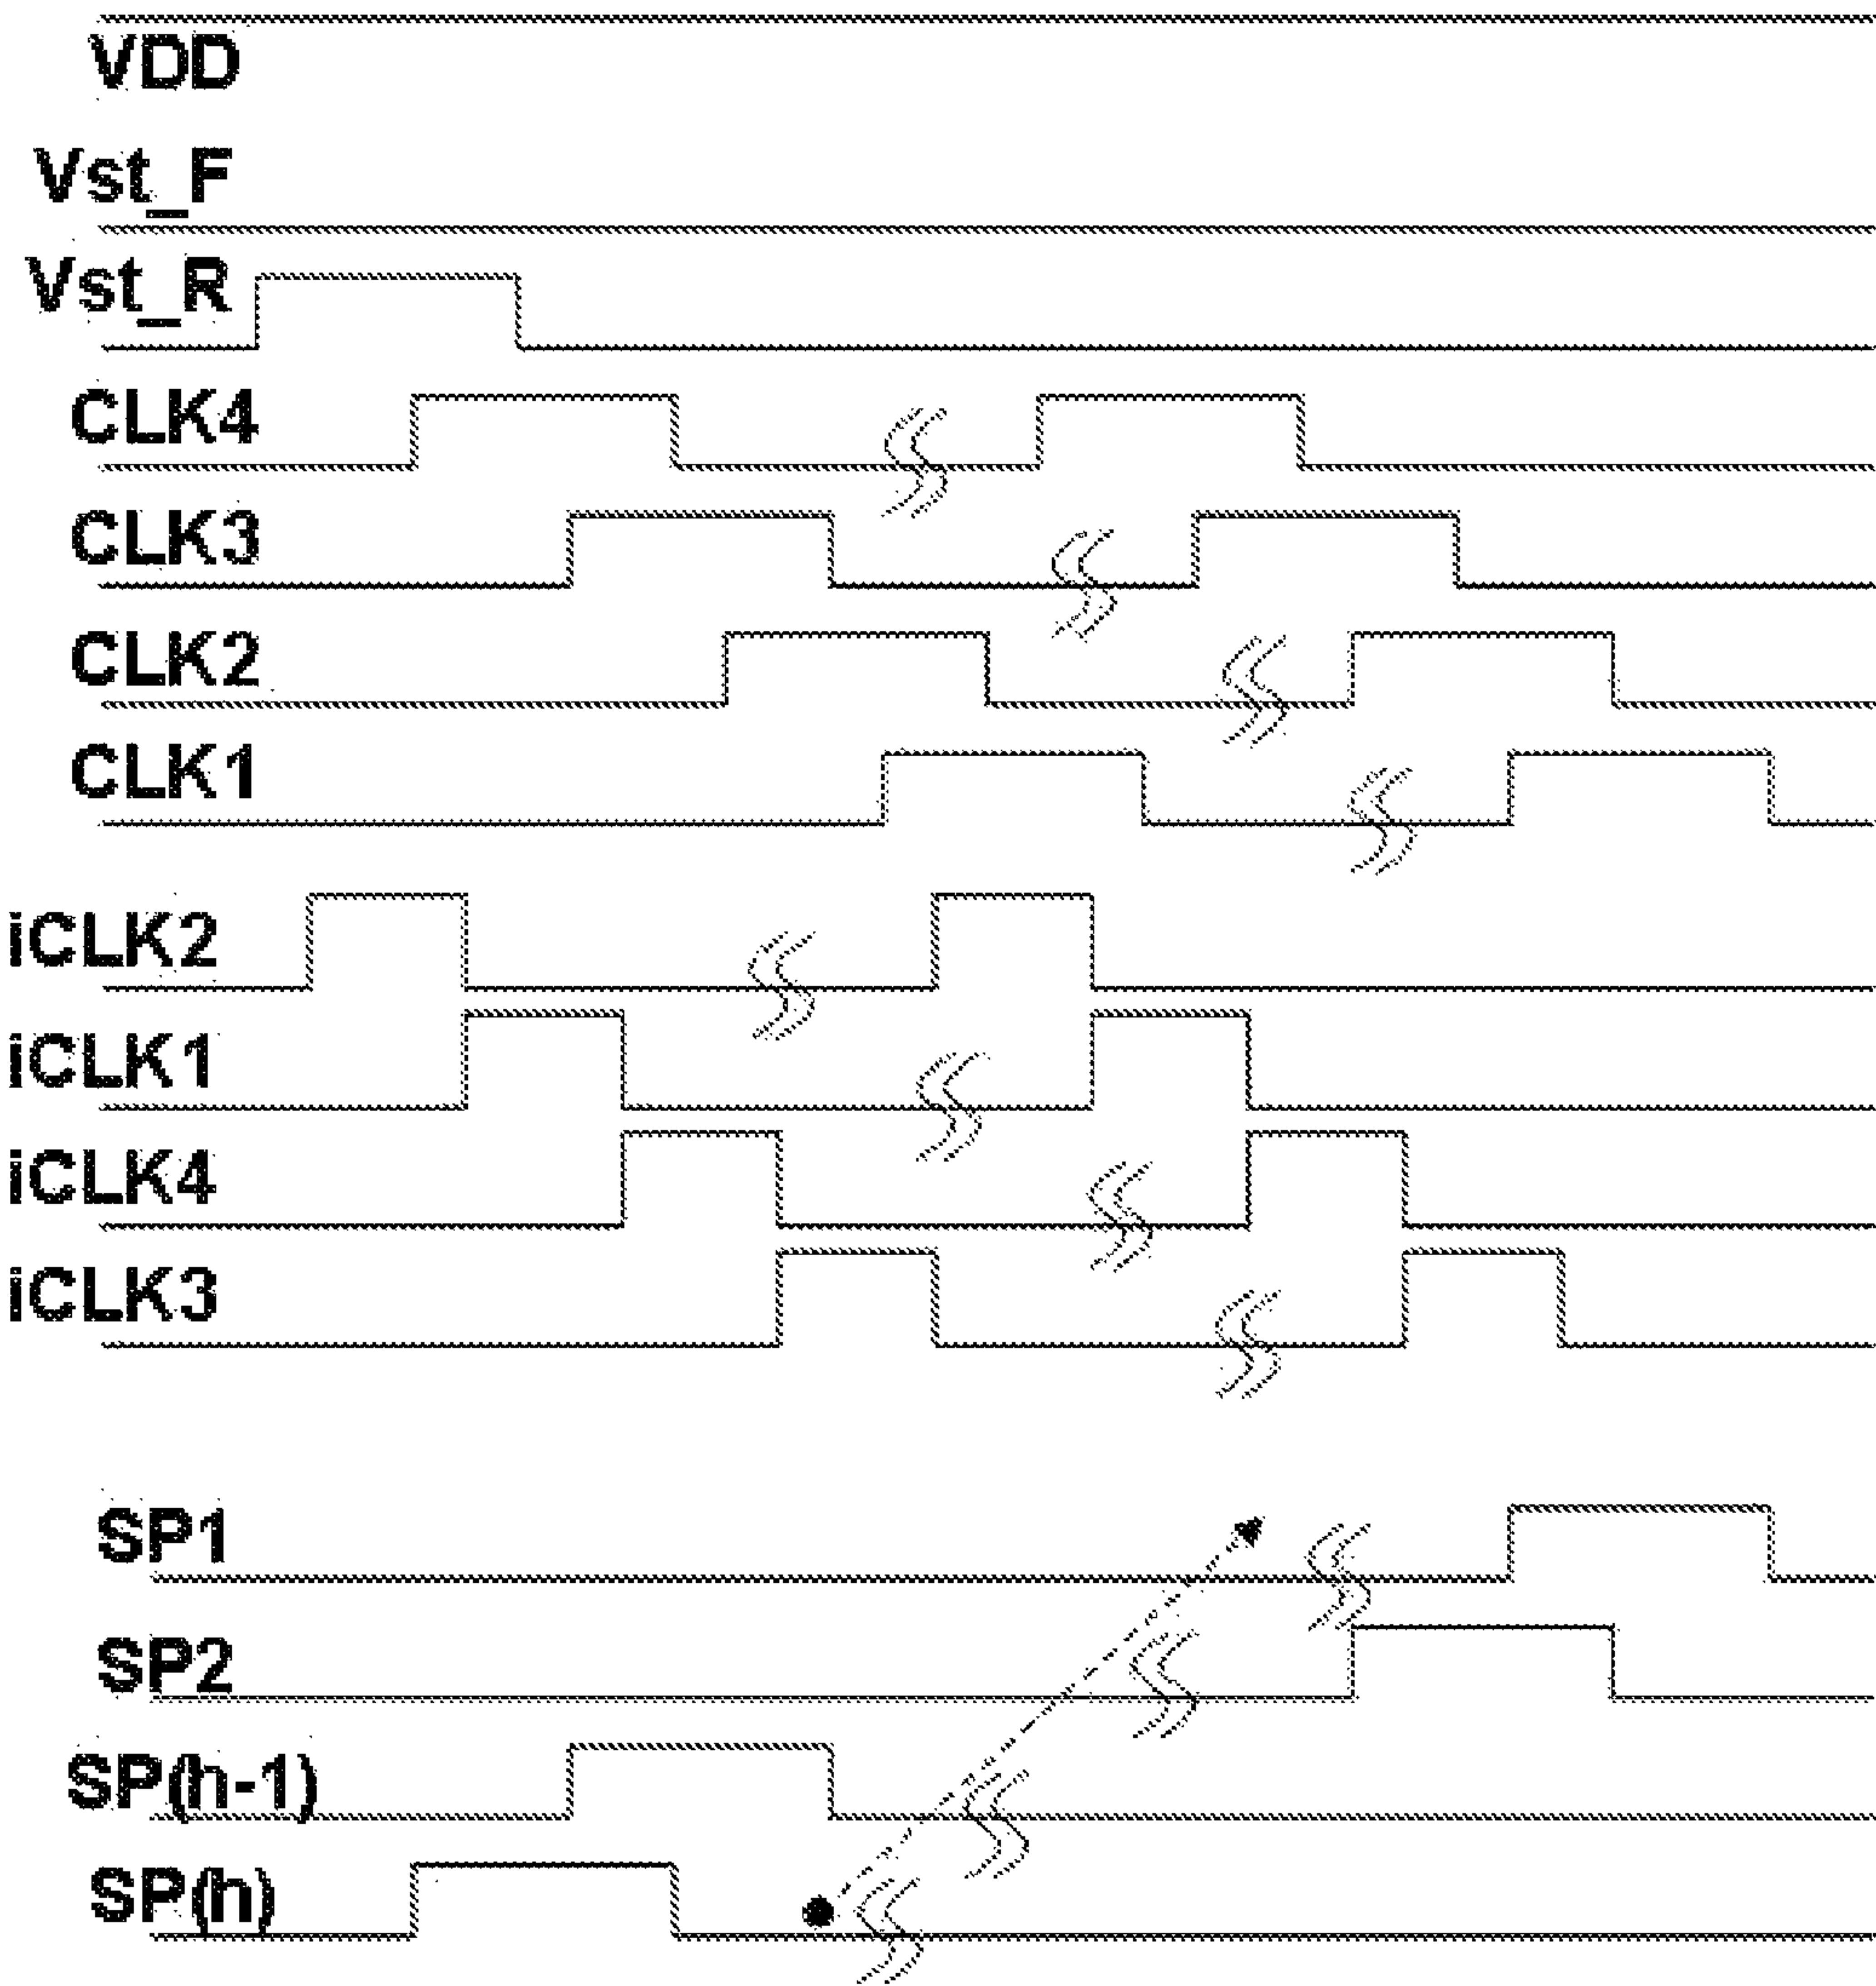 VDD
Vst_F
Vst_R
CLK4
CLK3
CLK2
CLK1
iCLK2
iCLK1
iCLK4
iCLK3
SP1
SP2
SP(h-1)
SP(h)